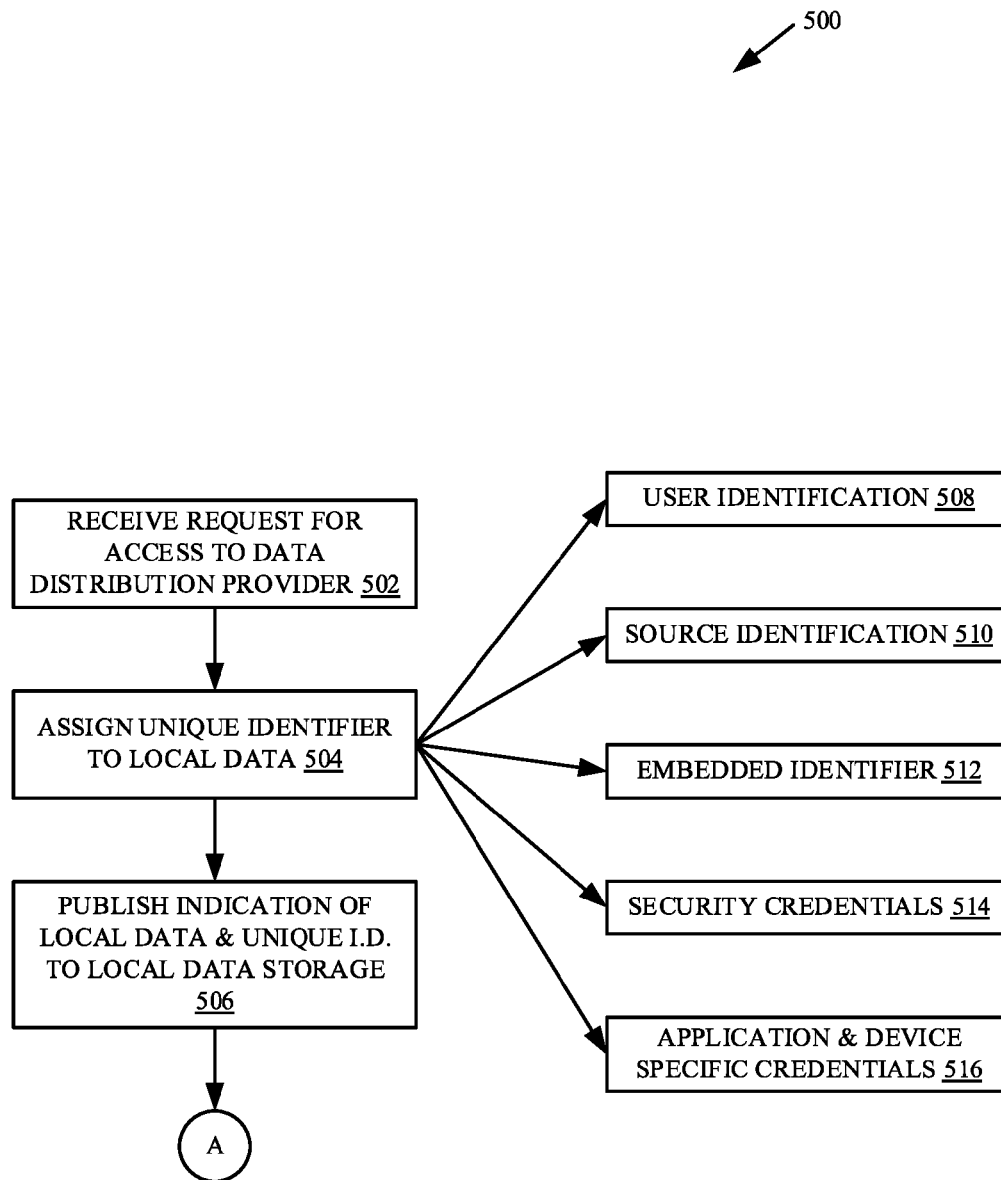 500
RECEIVE REQUEST FOR
ACCESS TO DATA
DISTRIBUTION PROVIDER 502
ASSIGN UNIQUE IDENTIFIER
TO LOCAL DATA 504
PUBLISH INDICATION OF
LOCAL DATA & UNIQUE I.D.
TO LOCAL DATA STORAGE
506
A
USER IDENTIFICATION 508
SOURCE IDENTIFICATION 510
EMBEDDED IDENTIFIER 512
SECURITY CREDENTIALS 514
APPLICATION & DEVICE
SPECIFIC CREDENTIALS 516